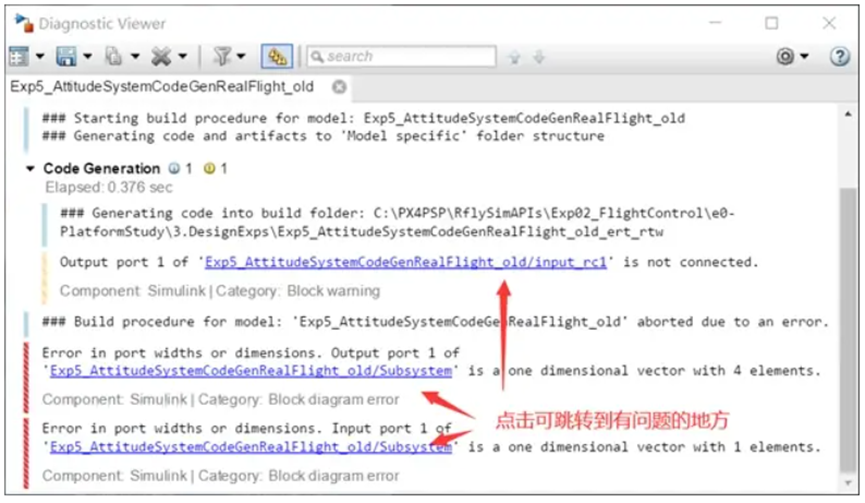 Diagnostic Viewer
search
Exp5_AttitudeSystemCodeGenRealFlight_old
### Starting build procedure for model: Exp5_AttitudeSystemCodeGenRealFlight_old
### Generating code and artifacts to 'Model specific' folder structure
Code Generation 1 1
Elapsed: 0.376 sec
### Generating code into build folder: C:\PX4PSP\RflySimAPIs\Exp02_FlightControl\e0-
PlatformStudy\3.DesignExps\Exp5_AttitudeSystemCodeGenRealFlight_old_ert_rtw
Output port 1 of 'Exp5_AttitudeSystemCodeGenRealFlight_old/input_rc1' is not connected.
Component: Simulink | Category: Block warning
### Build procedure for model: 'Exp5_AttitudeSystemCodeGenRealFlight_old' aborted due to an error.
Error in port widths or dimensions. Output port 1 of
'Exp5_AttitudeSystemCodeGenRealFlight_old/Subsystem' is a one dimensional vector with 4 elements.
Component: Simulink | Category: Block diagram error
点击可跳转到有问题的地方
Error in port widths or dimensions. Input port 1 of
'Exp5_AttitudeSystemCodeGenRealFlight_old/Subsystem' is a one dimensional vector with 1 elements.
Component: Simulink | Category: Block diagram error